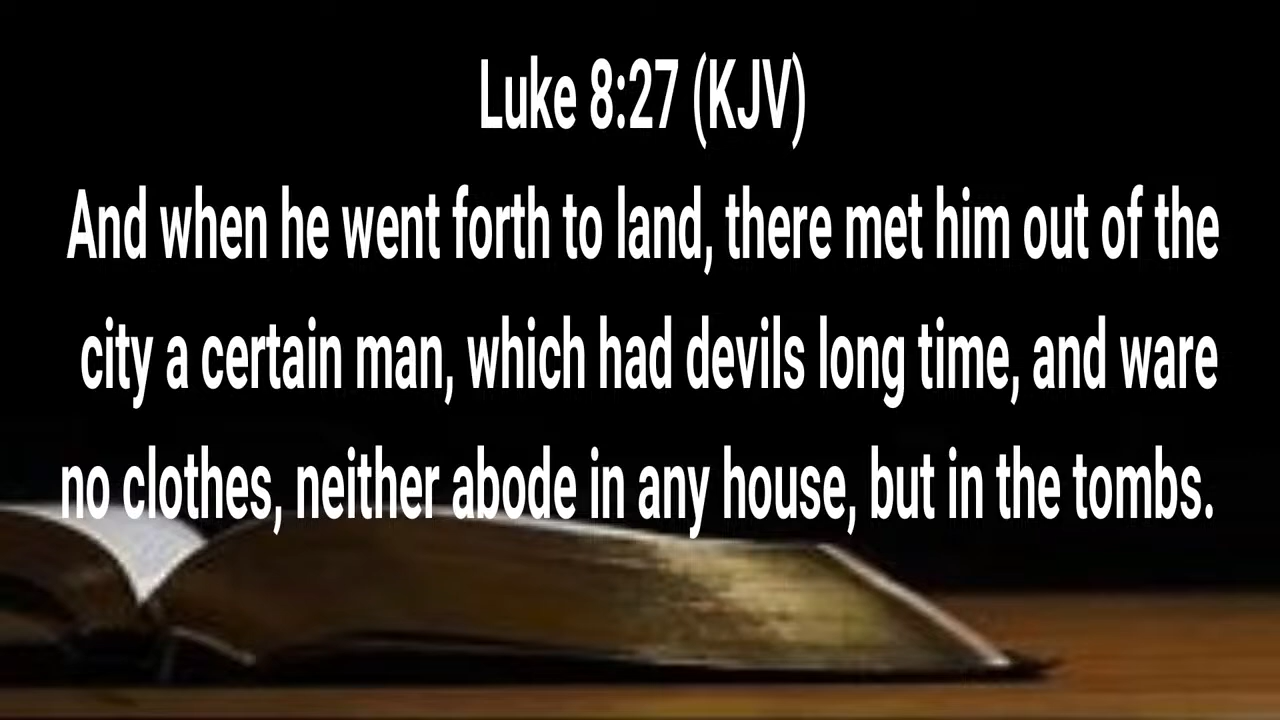 Luke 8:27 (KJV)
And when he went forth to land, there met him out of the
city a certain man, which had devils long time, and ware
no clothes, neither abode in any house, but in the tombs.